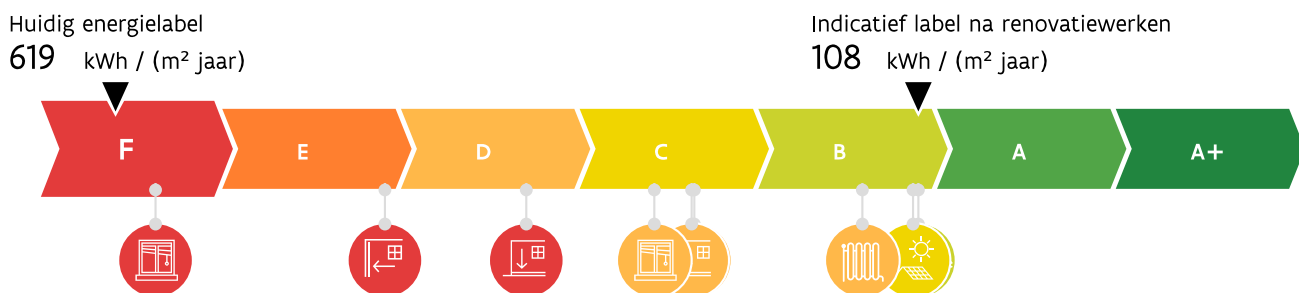 Huidig energielabel
619 kWh / (m² jaar)
Indicatief label na renovatiewerken
108 kWh / (m² jaar)
F E D C B A A+